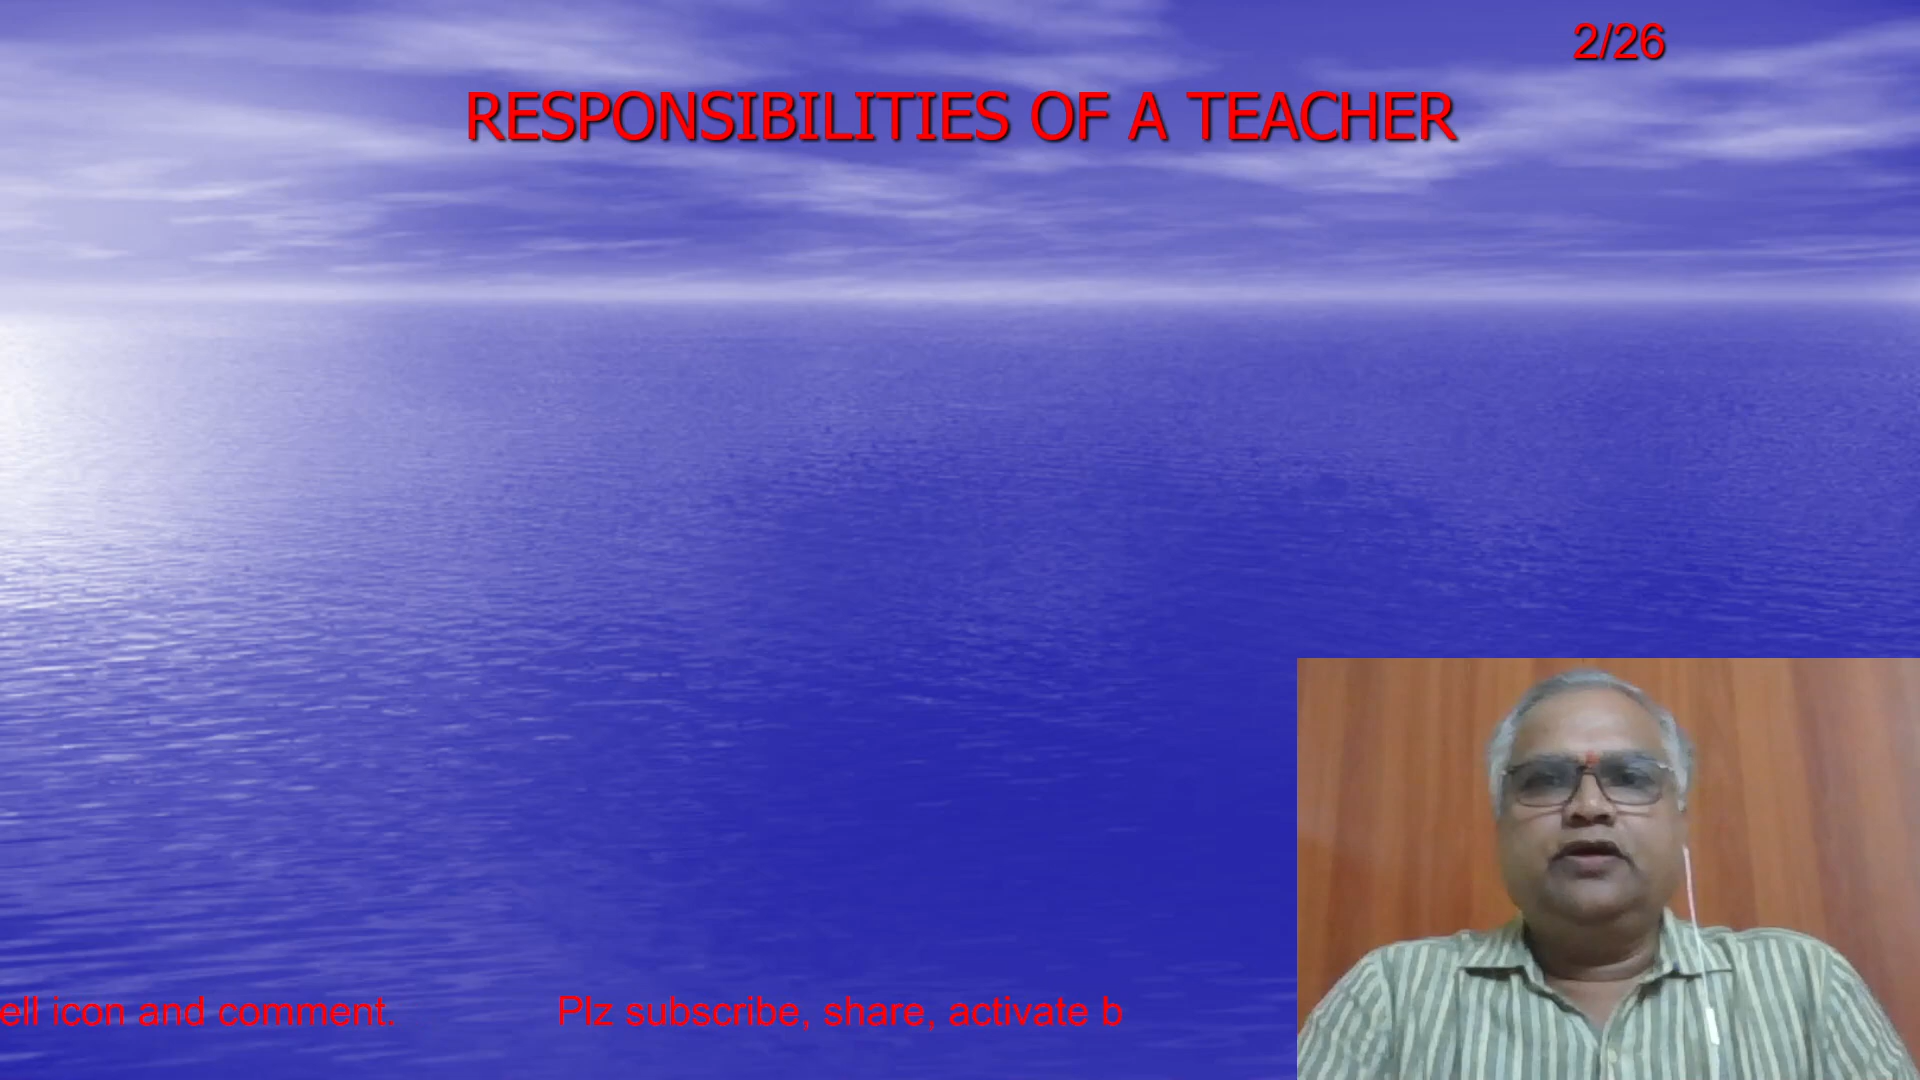 2/26
RESPONSIBILITIES OF A TEACHER
ell icon and comment. Plz subscribe, share, activate b